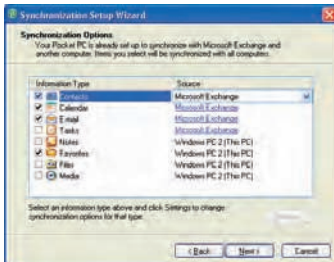 Synchronization Setup Wizard
Synchronization Options
Your Pocket PC is already set up to synchronize with Microsoft Exchange and
another computer. Items you select will be synchronized with all computers.
Information Type Source
Contacts Microsoft Exchange
Calendar Microsoft Exchange
E-mail Microsoft Exchange
Tasks Microsoft Exchange
Notes Windows PC 2 (This PC)
Favorites Windows PC 2 (This PC)
Files Windows PC 2 (This PC)
Media Windows PC 2 (This PC)
Select an information type above and click Settings to change
synchronization options for that type.
< Back Next > Cancel